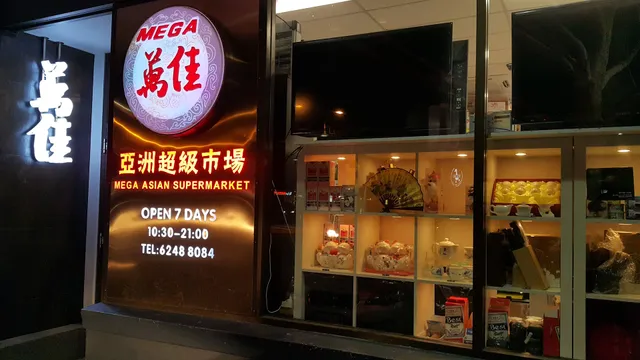 萬佳
MEGA
萬佳
亞洲超級市場
MEGA ASIAN SUPERMARKET
OPEN 7 DAYS
10:30-21:00
TEL:6248 8084
Best